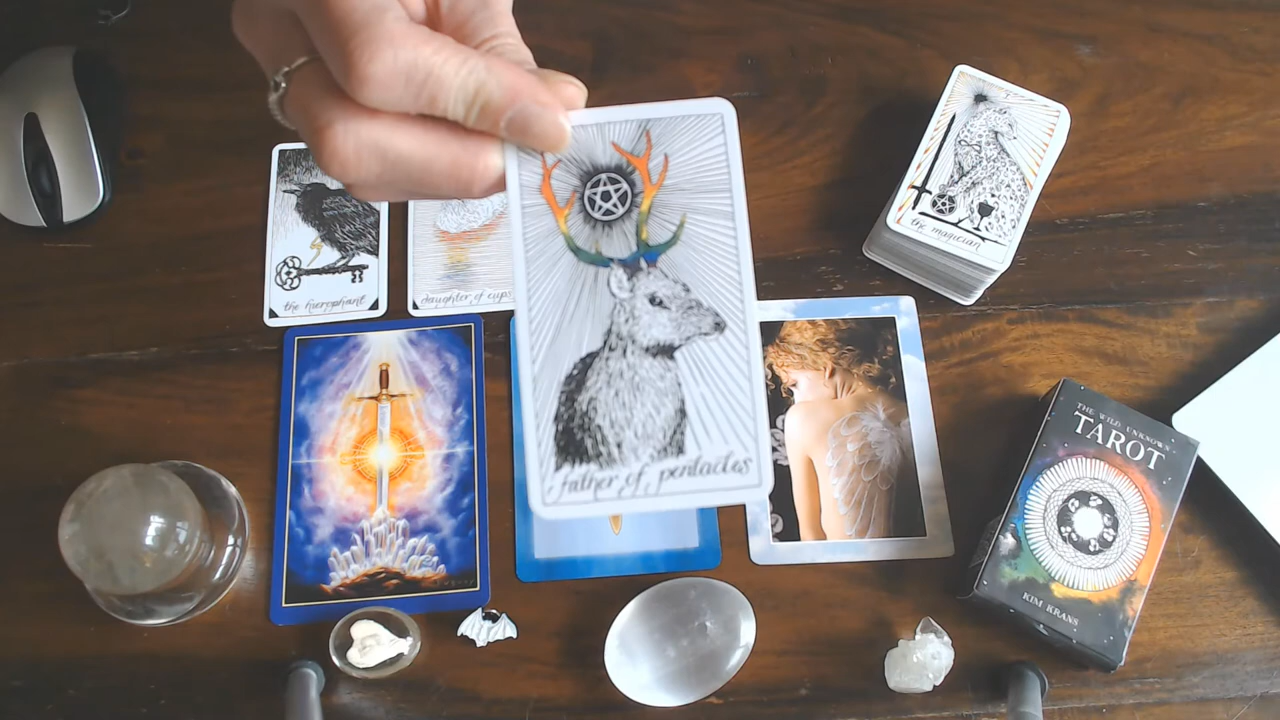 the hierophant
daughter of cups
father of pentacles
I
the magician
THE WILD UNKNOWN
TAROT
KIM KRANS